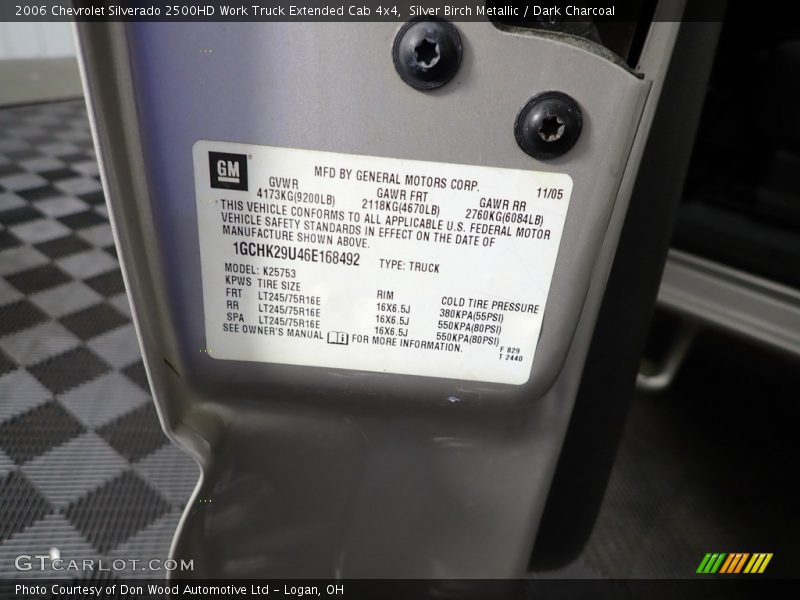 2006 Chevrolet Silverado 2500HD Work Truck Extended Cab 4x4, Silver Birch Metallic / Dark Charcoal
GM
MFD BY GENERAL MOTORS CORP. 11/05
GVWR GAWR FRT GAWR RR
4173KG(9200LB) 2118KG(4670LB) 2760KG(6084LB)
THIS VEHICLE CONFORMS TO ALL APPLICABLE U.S. FEDERAL MOTOR
VEHICLE SAFETY STANDARDS IN EFFECT ON THE DATE OF
MANUFACTURE SHOWN ABOVE.
1GCHK29U46E168492 TYPE: TRUCK
MODEL: K25753
KPWS TIRE SIZE RIM COLD TIRE PRESSURE
FRT LT245/75R16E 16X6.5J 380KPA(55PSI)
RR LT245/75R16E 16X6.5J 550KPA(80PSI)
SPA LT245/75R16E 16X6.5J 550KPA(80PSI)
SEE OWNER'S MANUAL FOR MORE INFORMATION.
F 829
T 2440
GTCARLOT.COM
Photo Courtesy of Don Wood Automotive Ltd - Logan, OH